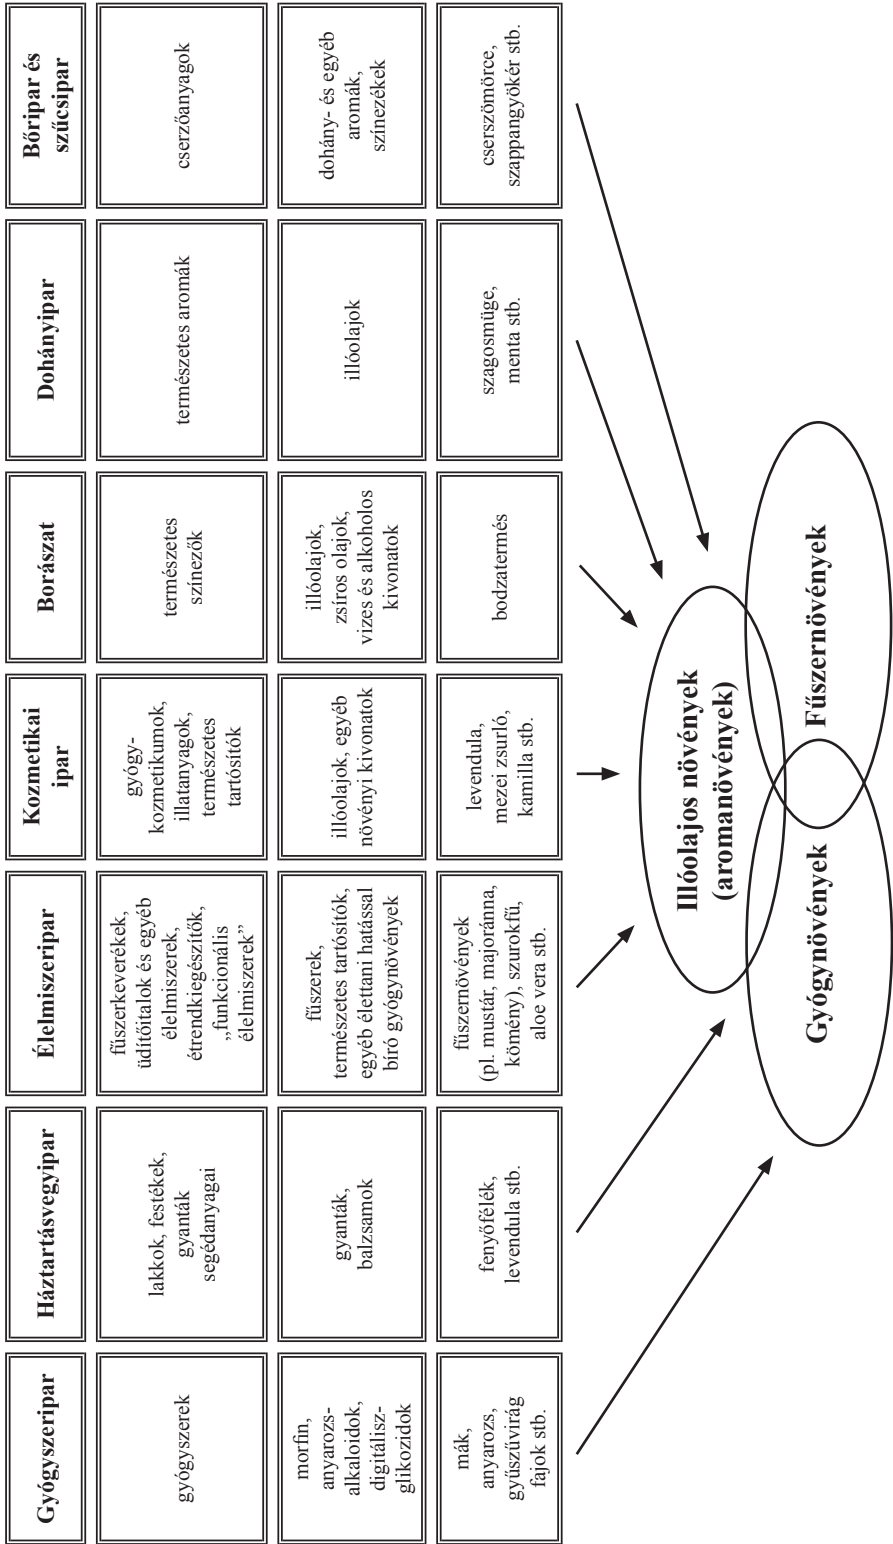 Gyógyszeripar
Háztartásvegyipar
Élelmiszeripar
Kozmetikai
ipar
Borászat
Dohányipar
Bőripar és
szűcsipar
gyógyszerek
lakkok, festékek,
gyanták
segédanyagai
fűszerkeverékek,
üdítőitalok és egyéb
élelmiszerek,
étrendkiegészítők,
„funkcionális
élelmiszerek”
gyógy-
kozmetikumok,
illatanyagok,
természetes
tartósítók
természetes
színezők
természetes aromák
cserzőanyagok
morfin,
anyarozs-
alkaloidok,
digitálisz-
glikozidok
gyanták,
balzsamok
fűszerek,
természetes tartósítók,
egyéb élettani hatással
bíró gyógynövények
illóolajok, egyéb
növényi kivonatok
illóolajok,
zsíros olajok,
vizes és alkoholos
kivonatok
illóolajok
dohány- és egyéb
aromák,
színezékek
mák,
anyarozs,
gyűszűvirág
fajok stb.
fenyőfélék,
levendula stb.
fűszernövények
(pl. mustár, majoránna,
kömény), szurokfű,
aloe vera stb.
levendula,
mezei zsurló,
kamilla stb.
bodzatermés
szagosmüge,
menta stb.
cserszömörce,
szappangyökér stb.
Illóolajos növények
(aromanövények)
Gyógynövények
Fűszernövények